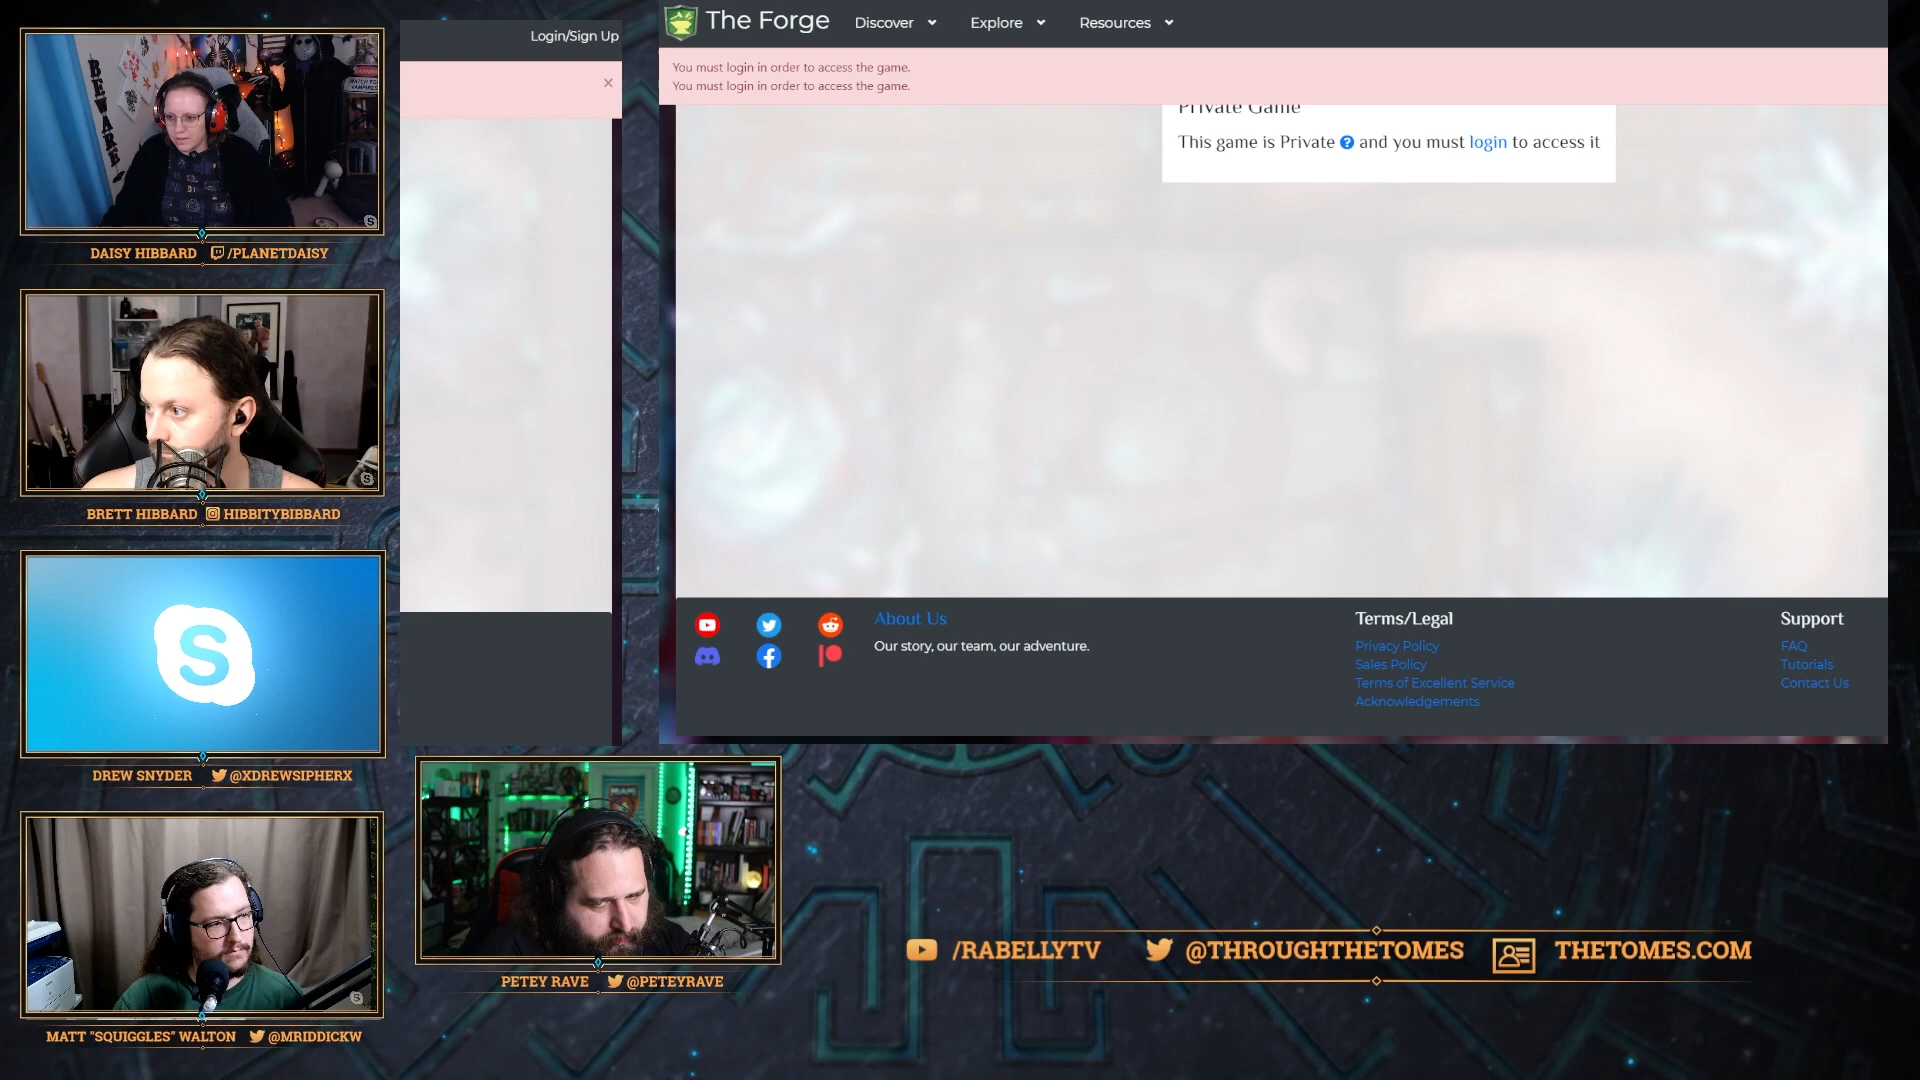 BEWARE
DAISY HIBBARD /PLANETDAISY
BRETT HIBBARD HIBBITYBIBBARD
S
DREW SNYDER @XDREWSIPHERX
MATT "SQUIGGLES" WALTON @MRIDDICKW
Login/Sign Up
×
The Forge Discover Explore Resources
You must login in order to access the game.
You must login in order to access the game.
Private Game
This game is Private ? and you must login to access it
About Us
Our story, our team, our adventure.
Terms/Legal
Privacy Policy
Sales Policy
Terms of Excellent Service
Acknowledgements
Support
FAQ
Tutorials
Contact Us
PETEY RAVE @PETEYRAVE
/RABELLYTV @THROUGHTHETOMES THETOMES.COM